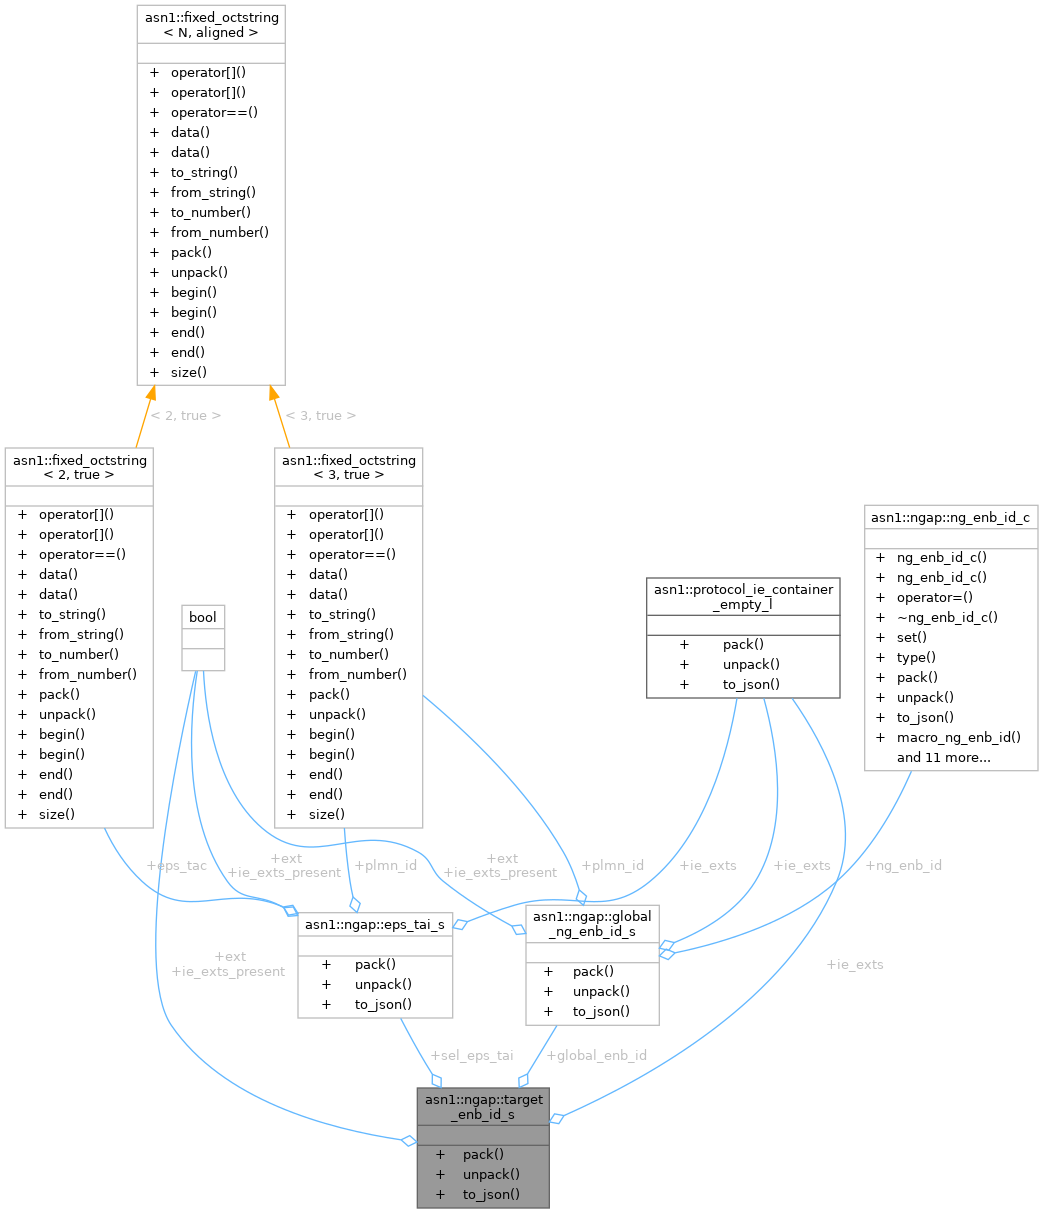 asn1::fixed_octstring
< N, aligned >
+ operator[]()
+ operator[]()
+ operator==()
+ data()
+ data()
+ to_string()
+ from_string()
+ to_number()
+ from_number()
+ pack()
+ unpack()
+ begin()
+ begin()
+ end()
+ end()
+ size()
< 2, true >
< 3, true >
asn1::fixed_octstring
< 2, true >
+ operator[]()
+ operator[]()
+ operator==()
+ data()
+ data()
+ to_string()
+ from_string()
+ to_number()
+ from_number()
+ pack()
+ unpack()
+ begin()
+ begin()
+ end()
+ end()
+ size()
bool
asn1::fixed_octstring
< 3, true >
+ operator[]()
+ operator[]()
+ operator==()
+ data()
+ data()
+ to_string()
+ from_string()
+ to_number()
+ from_number()
+ pack()
+ unpack()
+ begin()
+ begin()
+ end()
+ end()
+ size()
asn1::protocol_ie_container
_empty_l
+ pack()
+ unpack()
+ to_json()
asn1::ngap::ng_enb_id_c
+ ng_enb_id_c()
+ ng_enb_id_c()
+ operator=()
+ ~ng_enb_id_c()
+ set()
+ type()
+ pack()
+ unpack()
+ to_json()
+ macro_ng_enb_id()
and 11 more...
+eps_tac
+ext
+ie_exts_present
+plmn_id
+ext
+ie_exts_present
+plmn_id
+ie_exts
+ie_exts
+ng_enb_id
asn1::ngap::eps_tai_s
+ pack()
+ unpack()
+ to_json()
asn1::ngap::global
_ng_enb_id_s
+ pack()
+ unpack()
+ to_json()
+ext
+ie_exts_present
+ie_exts
+sel_eps_tai
+global_enb_id
asn1::ngap::target
_enb_id_s
+ pack()
+ unpack()
+ to_json()